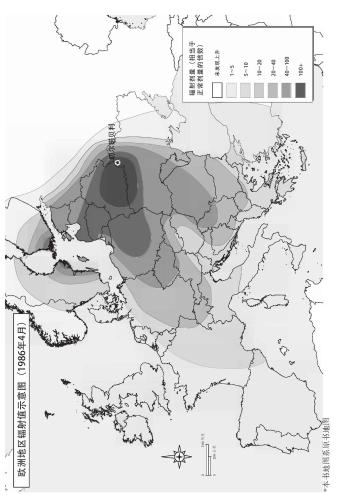 欧洲地区辐射值示意图（1986年4月）
切尔诺贝利
辐射剂量（相当于
正常剂量的倍数）
未发现上升
1~5
5~10
10~20
20~40
40~100
100+
*本书地图系原书地图